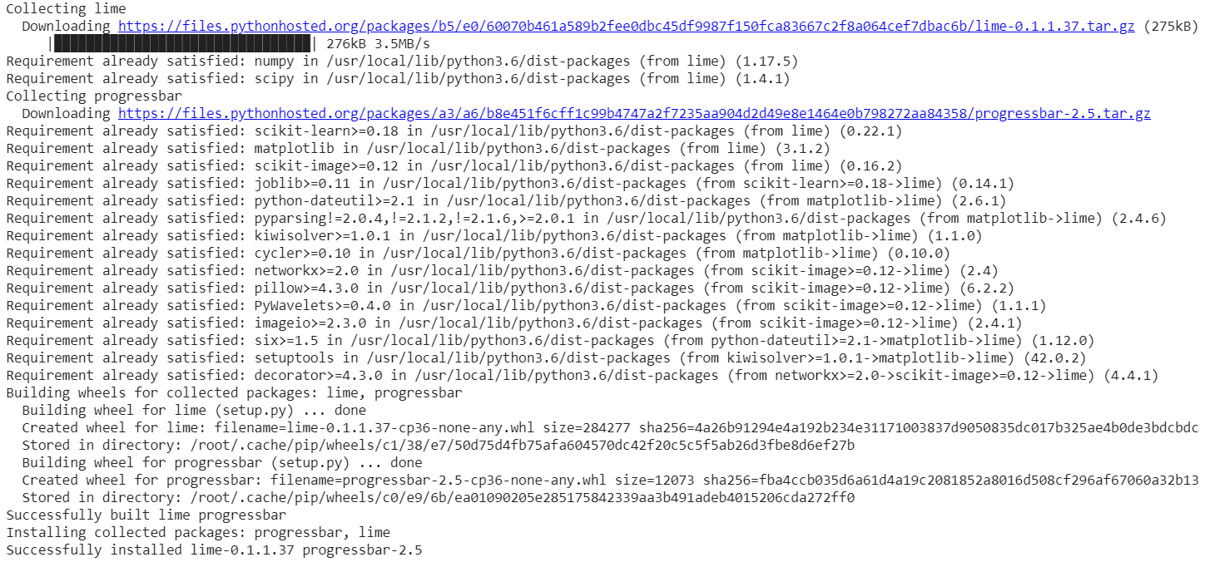 Collecting lime
Downloading https://files.pythonhosted.org/packages/b5/e0/60070b461a589b2fee0dbc45df9987f150fca83667c2f8a064cef7dbac6b/lime-0.1.1.37.tar.gz (275kB)
|████████████████████████████████| 276kB 3.5MB/s
Requirement already satisfied: numpy in /usr/local/lib/python3.6/dist-packages (from lime) (1.17.5)
Requirement already satisfied: scipy in /usr/local/lib/python3.6/dist-packages (from lime) (1.4.1)
Collecting progressbar
Downloading https://files.pythonhosted.org/packages/a3/a6/b8e451f6cff1c99b4747a2f7235aa904d2d49e8e1464e0b798272aa84358/progressbar-2.5.tar.gz
Requirement already satisfied: scikit-learn>=0.18 in /usr/local/lib/python3.6/dist-packages (from lime) (0.22.1)
Requirement already satisfied: matplotlib in /usr/local/lib/python3.6/dist-packages (from lime) (3.1.2)
Requirement already satisfied: scikit-image>=0.12 in /usr/local/lib/python3.6/dist-packages (from lime) (0.16.2)
Requirement already satisfied: joblib>=0.11 in /usr/local/lib/python3.6/dist-packages (from scikit-learn>=0.18->lime) (0.14.1)
Requirement already satisfied: python-dateutil>=2.1 in /usr/local/lib/python3.6/dist-packages (from matplotlib->lime) (2.6.1)
Requirement already satisfied: pyparsing!=2.0.4,!=2.1.2,!=2.1.6,>=2.0.1 in /usr/local/lib/python3.6/dist-packages (from matplotlib->lime) (2.4.6)
Requirement already satisfied: kiwisolver>=1.0.1 in /usr/local/lib/python3.6/dist-packages (from matplotlib->lime) (1.1.0)
Requirement already satisfied: cycler>=0.10 in /usr/local/lib/python3.6/dist-packages (from matplotlib->lime) (0.10.0)
Requirement already satisfied: networkx>=2.0 in /usr/local/lib/python3.6/dist-packages (from scikit-image>=0.12->lime) (2.4)
Requirement already satisfied: pillow>=4.3.0 in /usr/local/lib/python3.6/dist-packages (from scikit-image>=0.12->lime) (6.2.2)
Requirement already satisfied: PyWavelets>=0.4.0 in /usr/local/lib/python3.6/dist-packages (from scikit-image>=0.12->lime) (1.1.1)
Requirement already satisfied: imageio>=2.3.0 in /usr/local/lib/python3.6/dist-packages (from scikit-image>=0.12->lime) (2.4.1)
Requirement already satisfied: six>=1.5 in /usr/local/lib/python3.6/dist-packages (from python-dateutil>=2.1->matplotlib->lime) (1.12.0)
Requirement already satisfied: setuptools in /usr/local/lib/python3.6/dist-packages (from kiwisolver>=1.0.1->matplotlib->lime) (42.0.2)
Requirement already satisfied: decorator>=4.3.0 in /usr/local/lib/python3.6/dist-packages (from networkx>=2.0->scikit-image>=0.12->lime) (4.4.1)
Building wheels for collected packages: lime, progressbar
Building wheel for lime (setup.py) ... done
Created wheel for lime: filename=lime-0.1.1.37-cp36-none-any.whl size=284277 sha256=4a26b91294e4a192b234e31171003837d9050835dc017b325ae4b0de3bdcbdc
Stored in directory: /root/.cache/pip/wheels/c1/38/e7/50d75d4fb75afa604570dc42f20c5c5f5ab26d3fbe8d6ef27b
Building wheel for progressbar (setup.py) ... done
Created wheel for progressbar: filename=progressbar-2.5-cp36-none-any.whl size=12073 sha256=fba4ccb035d6a61d4a19c2081852a8016d508cf296af67060a32b13
Stored in directory: /root/.cache/pip/wheels/c0/e9/6b/ea01090205e285175842339aa3b491adeb4015206cda272ff0
Successfully built lime progressbar
Installing collected packages: progressbar, lime
Successfully installed lime-0.1.1.37 progressbar-2.5